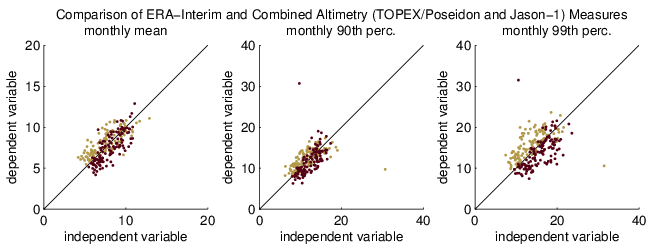 Comparison of ERA−Interim and Combined Altimetry (TOPEX/Poseidon and Jason−1) Measures
monthly mean
monthly 90th perc.
monthly 99th perc.
20
15
10
5
0
dependent variable
0
10
20
independent variable
40
30
20
10
0
dependent variable
0
20
40
independent variable
40
30
20
10
0
dependent variable
0
20
40
independent variable